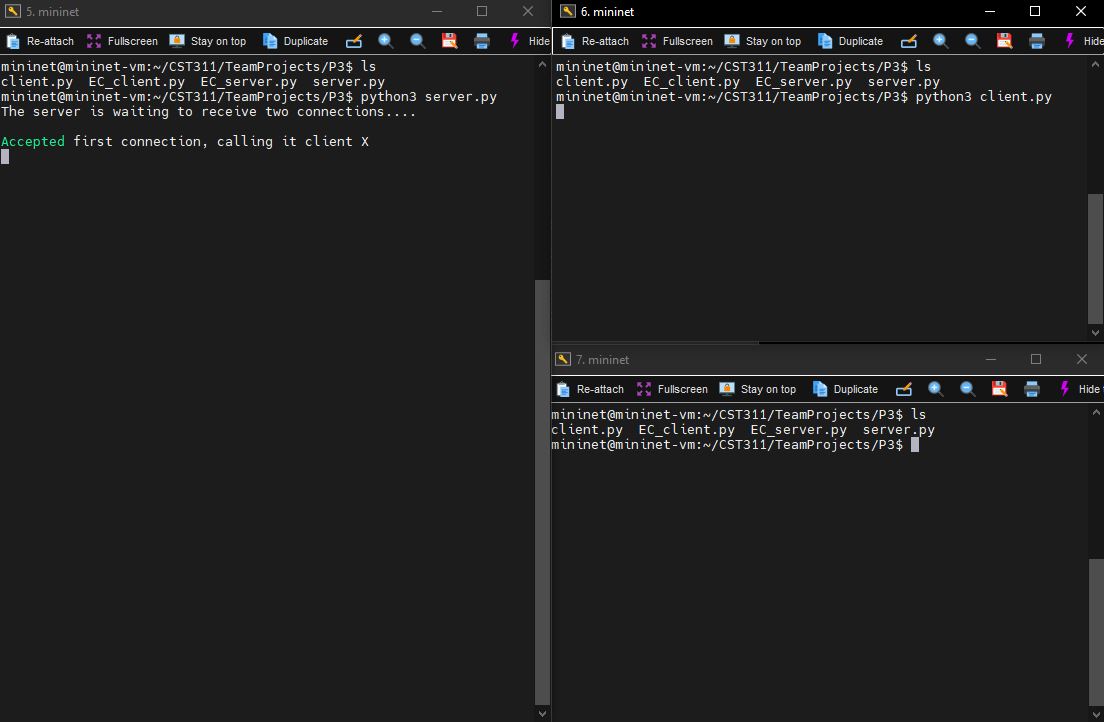 5. mininet
Re-attach Fullscreen Stay on top Duplicate Hide
mininet@mininet-vm:~/CST311/TeamProjects/P3$ ls
client.py  EC_client.py  EC_server.py  server.py
mininet@mininet-vm:~/CST311/TeamProjects/P3$ python3 server.py
The server is waiting to receive two connections....
Accepted first connection, calling it client X
6. mininet
Re-attach Fullscreen Stay on top Duplicate Hide
mininet@mininet-vm:~/CST311/TeamProjects/P3$ ls
client.py  EC_client.py  EC_server.py  server.py
mininet@mininet-vm:~/CST311/TeamProjects/P3$ python3 client.py
7. mininet
Re-attach Fullscreen Stay on top Duplicate Hide
mininet@mininet-vm:~/CST311/TeamProjects/P3$ ls
client.py  EC_client.py  EC_server.py  server.py
mininet@mininet-vm:~/CST311/TeamProjects/P3$